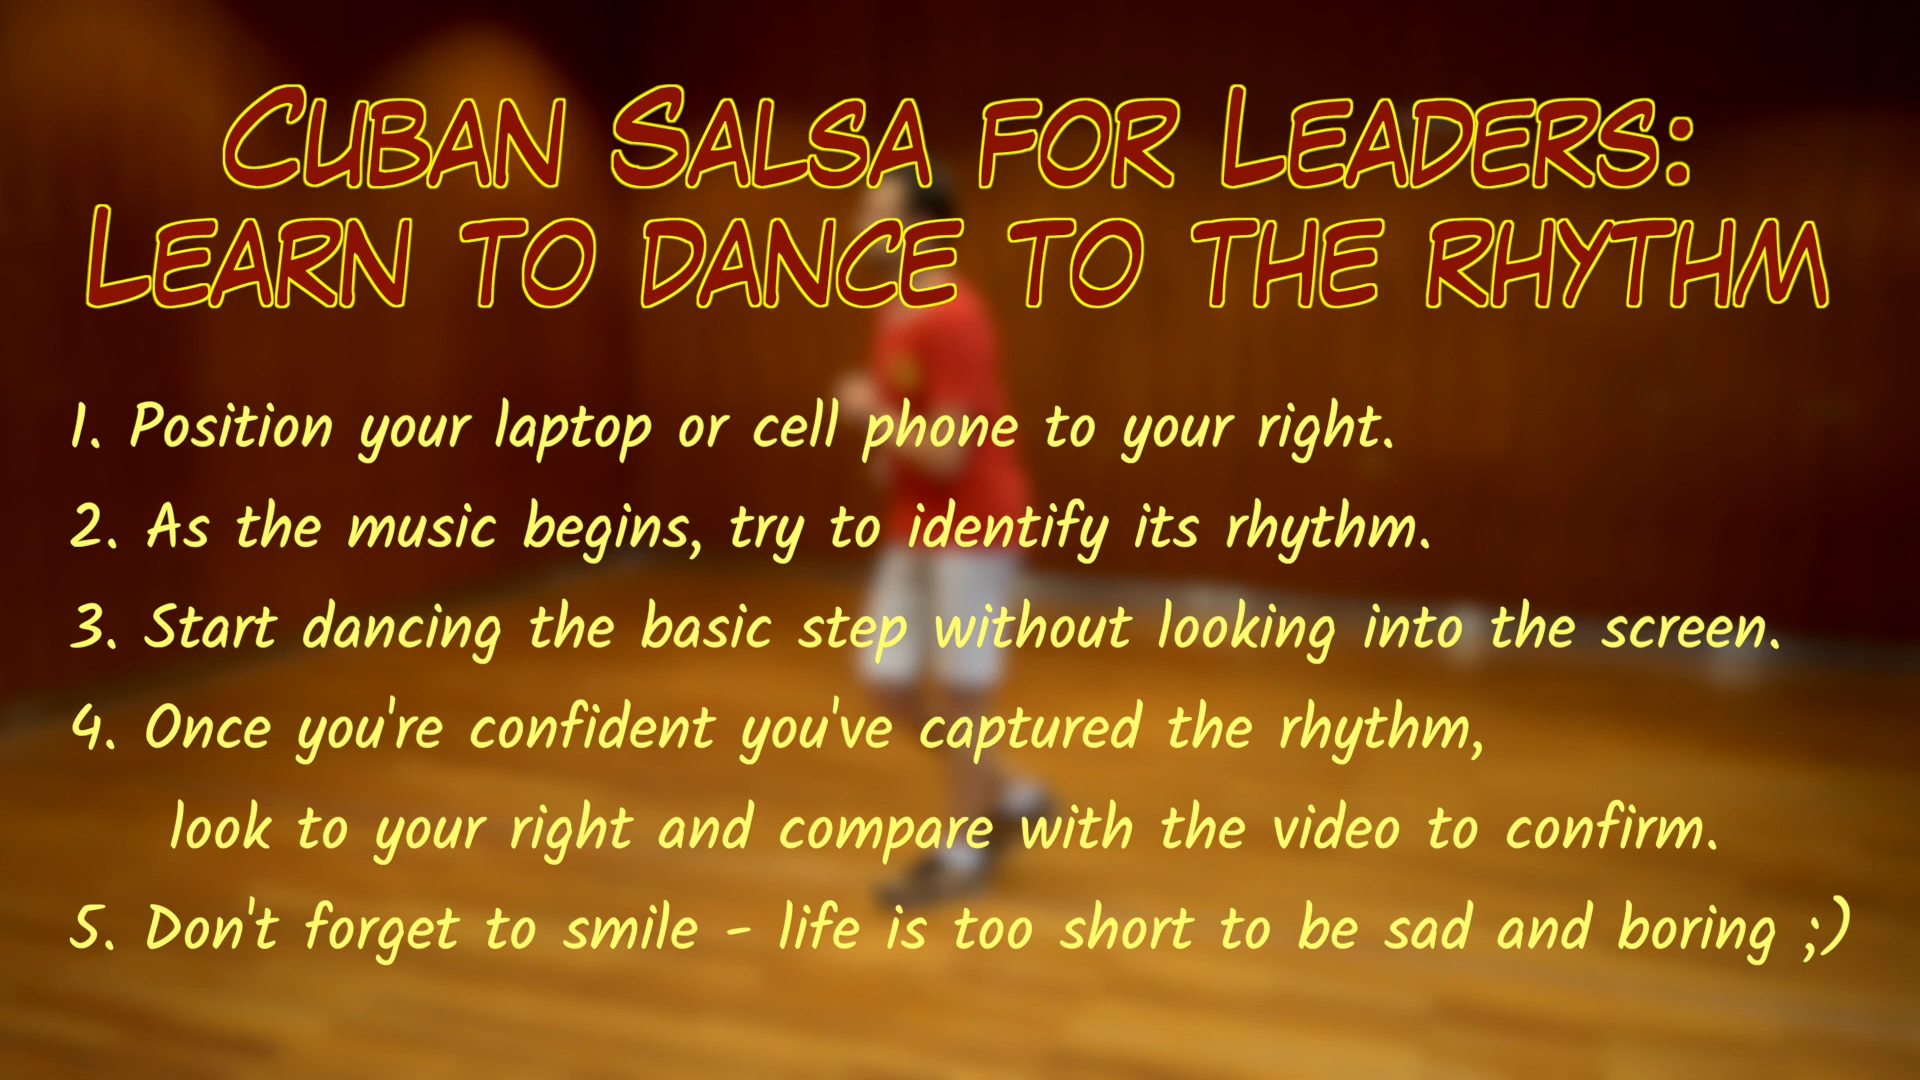 Cuban Salsa for Leaders:
Learn to dance to the rhythm
1. Position your laptop or cell phone to your right.
2. As the music begins, try to identify its rhythm.
3. Start dancing the basic step without looking into the screen.
4. Once you're confident you've captured the rhythm,
look to your right and compare with the video to confirm.
5. Don't forget to smile - life is too short to be sad and boring ;)